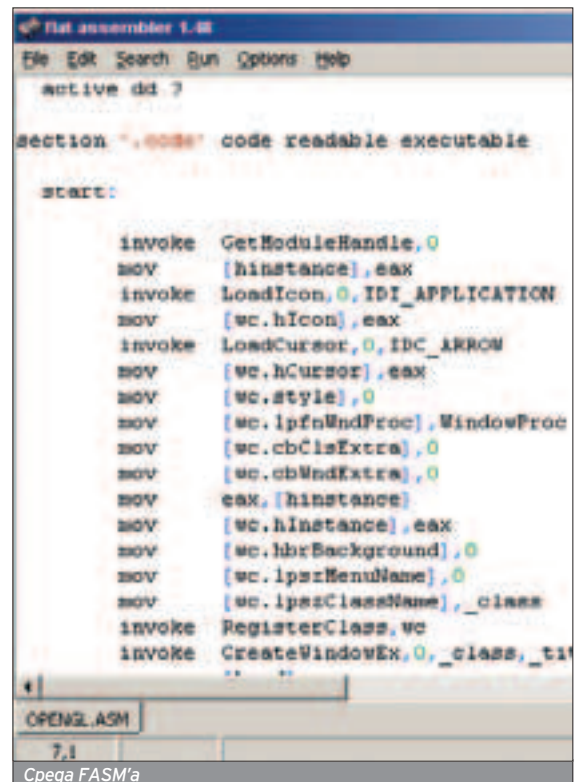 flat assembler 1.48
File Edit Search Run Options Help
active dd ?
section ".code" code readable executable
start:
invoke GetModuleHandle,0
mov [hinstance],eax
invoke LoadIcon,0,IDI_APPLICATION
mov [wc.hIcon],eax
invoke LoadCursor,0,IDC_ARROW
mov [wc.hCursor],eax
mov [wc.style],0
mov [wc.lpfnWndProc],WindowProc
mov [wc.cbClsExtra],0
mov [wc.cbWndExtra],0
mov eax,[hinstance]
mov [wc.hInstance],eax
mov [wc.hbrBackground],0
mov [wc.lpszMenuName],0
mov [wc.lpszClassName],_class
invoke RegisterClass,wc
invoke CreateWindowEx,0,_class,_tit
OPENGL.ASM
7,1
Среда FASM'а